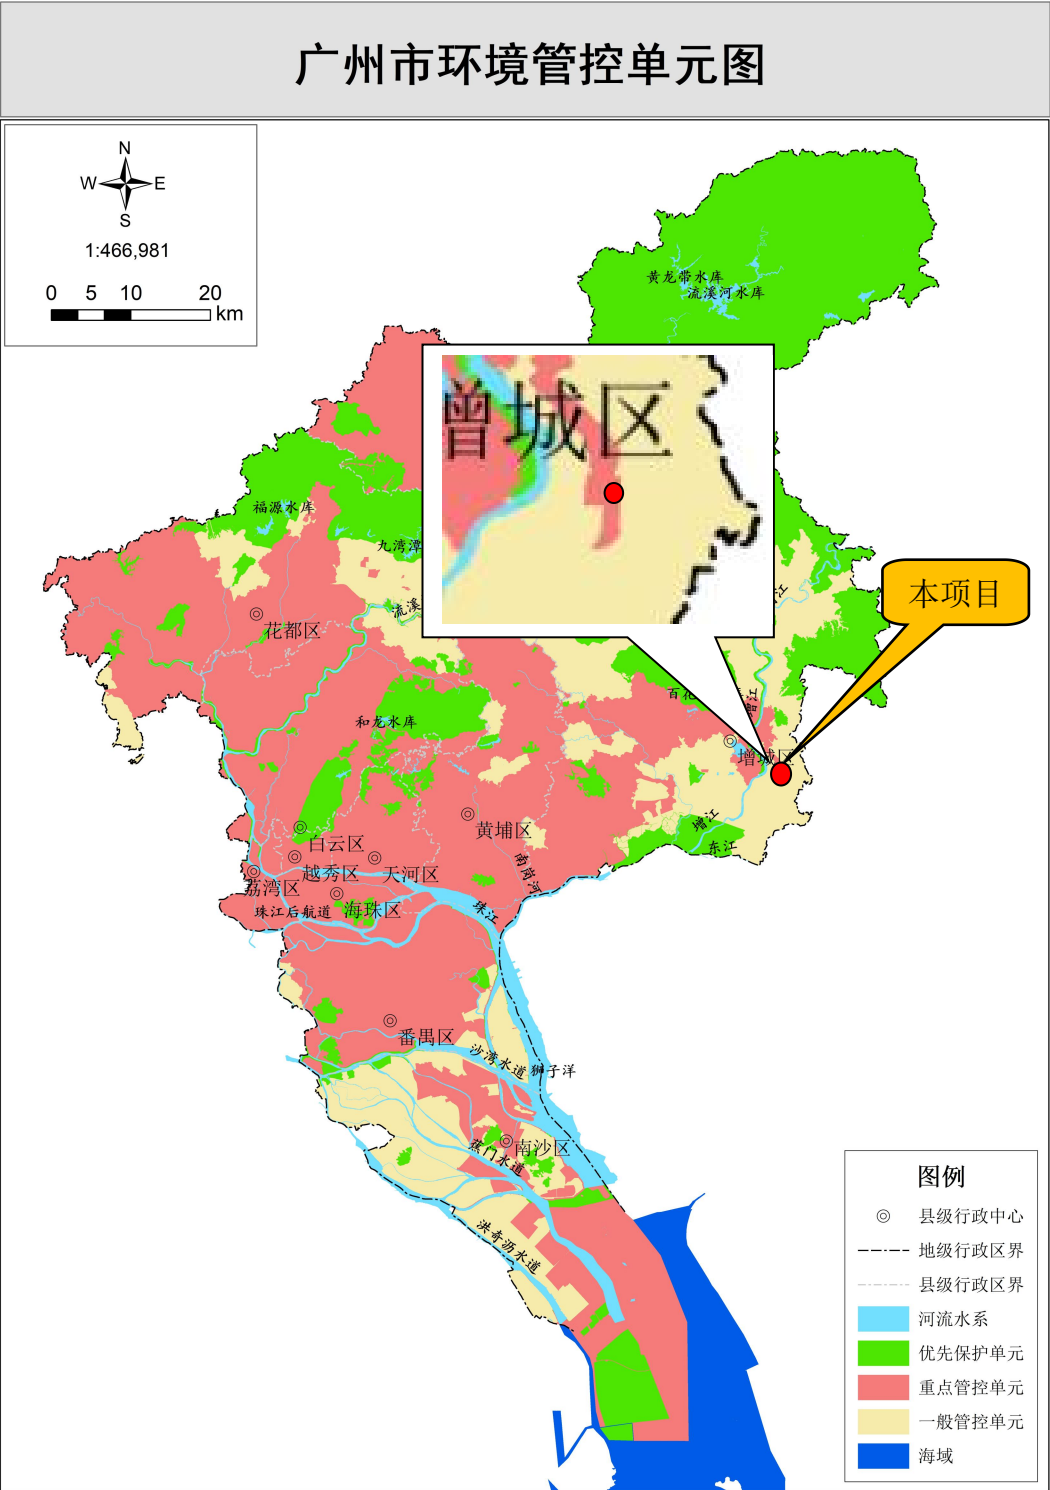 广州市环境管控单元图
N
W E
S
1:466,981
0 5 10 20
km
黄龙带水库
流溪河水库
增城区
福源水库
九湾潭
流溪
江
本项目
花都区
百花
增江
和龙水库
增城区
黄埔区
增江
东江
白云区
越秀区
天河区
荔湾区
南岗河
珠江后航道
海珠区
珠江
番禺区
沙湾水道
狮子洋
南沙区
蕉门水道
洪奇沥水道
图例
县级行政中心
地级行政区界
县级行政区界
河流水系
优先保护单元
重点管控单元
一般管控单元
海域